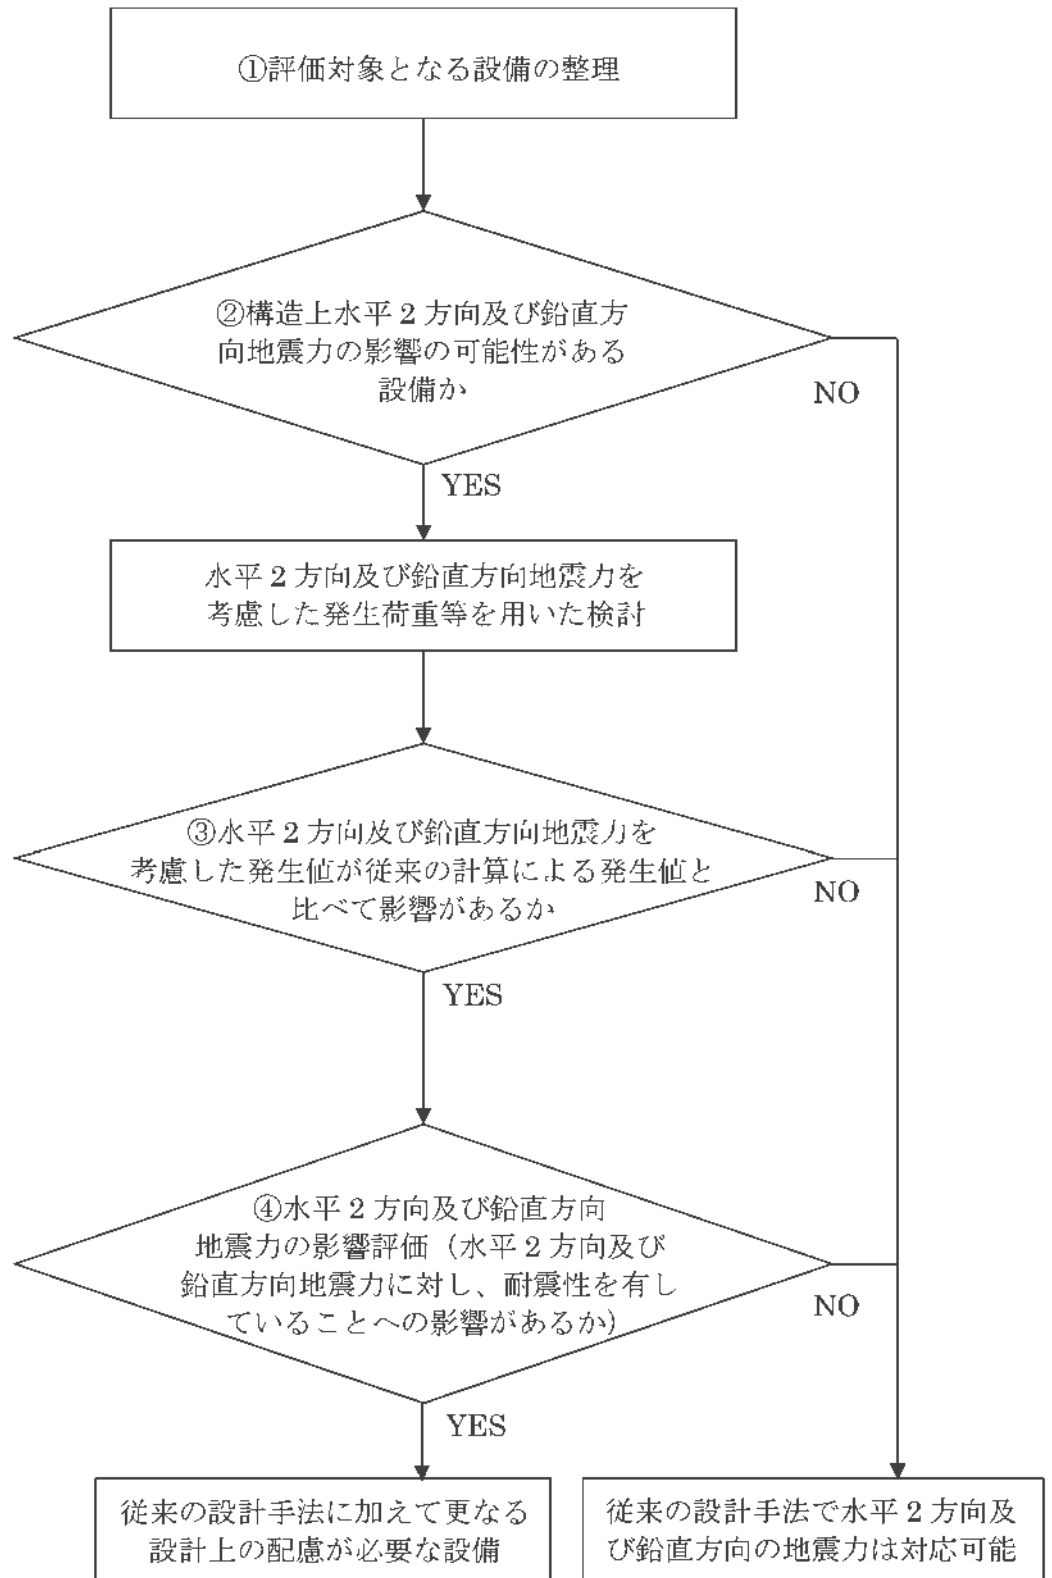 ①評価対象となる設備の整理
②構造上水平2方向及び鉛直方
向地震力の影響の可能性がある
設備か
NO
YES
水平2方向及び鉛直方向地震力を
考慮した発生荷重等を用いた検討
③水平2方向及び鉛直方向地震力を
考慮した発生値が従来の計算による発生値と
比べて影響があるか
NO
YES
④水平2方向及び鉛直方向
地震力の影響評価（水平2方向及び
鉛直方向地震力に対し、耐震性を有し
ていることへの影響があるか）
NO
YES
従来の設計手法に加えて更なる
設計上の配慮が必要な設備
従来の設計手法で水平2方向及
び鉛直方向の地震力は対応可能